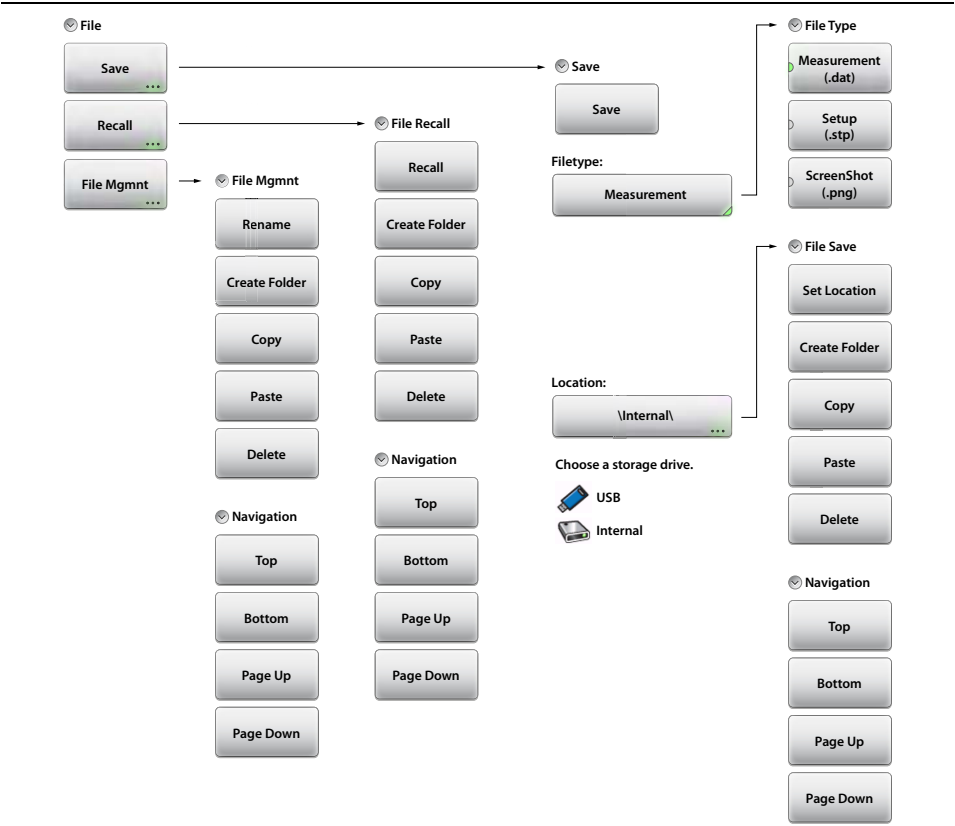 File
Save
Recall
File Mgmnt
File Mgmnt
Rename
Create Folder
Copy
Paste
Delete
Navigation
Top
Bottom
Page Up
Page Down
File Recall
Recall
Create Folder
Copy
Paste
Delete
Navigation
Top
Bottom
Page Up
Page Down
Save
Save
Filetype:
Measurement
Location:
\Internal\
Choose a storage drive.
USB
Internal
File Type
Measurement
(.dat)
Setup
(.stp)
ScreenShot
(.png)
File Save
Set Location
Create Folder
Copy
Paste
Delete
Navigation
Top
Bottom
Page Up
Page Down